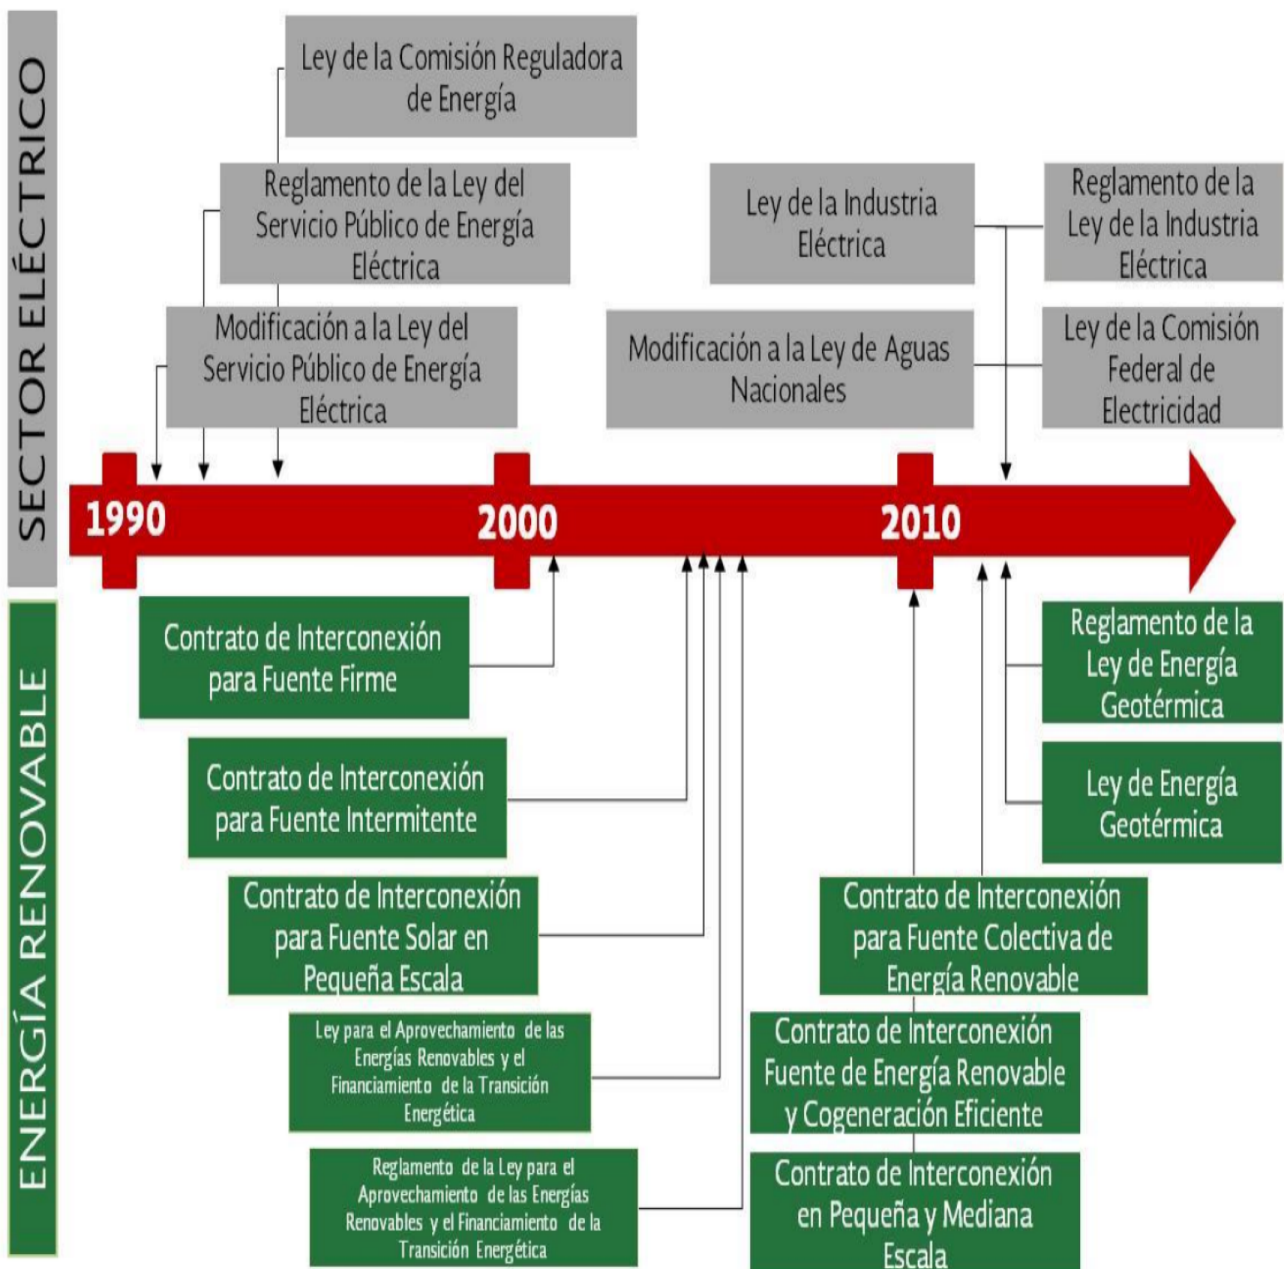 SECTOR ELÉCTRICO
Ley de la Comisión Reguladora
de Energía
Reglamento de la Ley del
Servicio Público de Energía
Eléctrica
Modificación a la Ley del
Servicio Público de Energía
Eléctrica
Ley de la Industria
Eléctrica
Reglamento de la
Ley de la Industria
Eléctrica
Modificación a la Ley de Aguas
Nacionales
Ley de la Comisión
Federal de
Electricidad
1990
2000
2010
ENERGÍA RENOVABLE
Contrato de Interconexión
para Fuente Firme
Contrato de Interconexión
para Fuente Intermitente
Contrato de Interconexión
para Fuente Solar en
Pequeña Escala
Ley para el Aprovechamiento de las
Energías Renovables y el
Financiamiento de la Transición
Energética
Reglamento de la Ley para el
Aprovechamiento de las Energías
Renovables y el Financiamiento de la
Transición Energética
Reglamento de la
Ley de Energía
Geotérmica
Ley de Energía
Geotérmica
Contrato de Interconexión
para Fuente Colectiva de
Energía Renovable
Contrato de Interconexión
Fuente de Energía Renovable
y Cogeneración Eficiente
Contrato de Interconexión
en Pequeña y Mediana
Escala